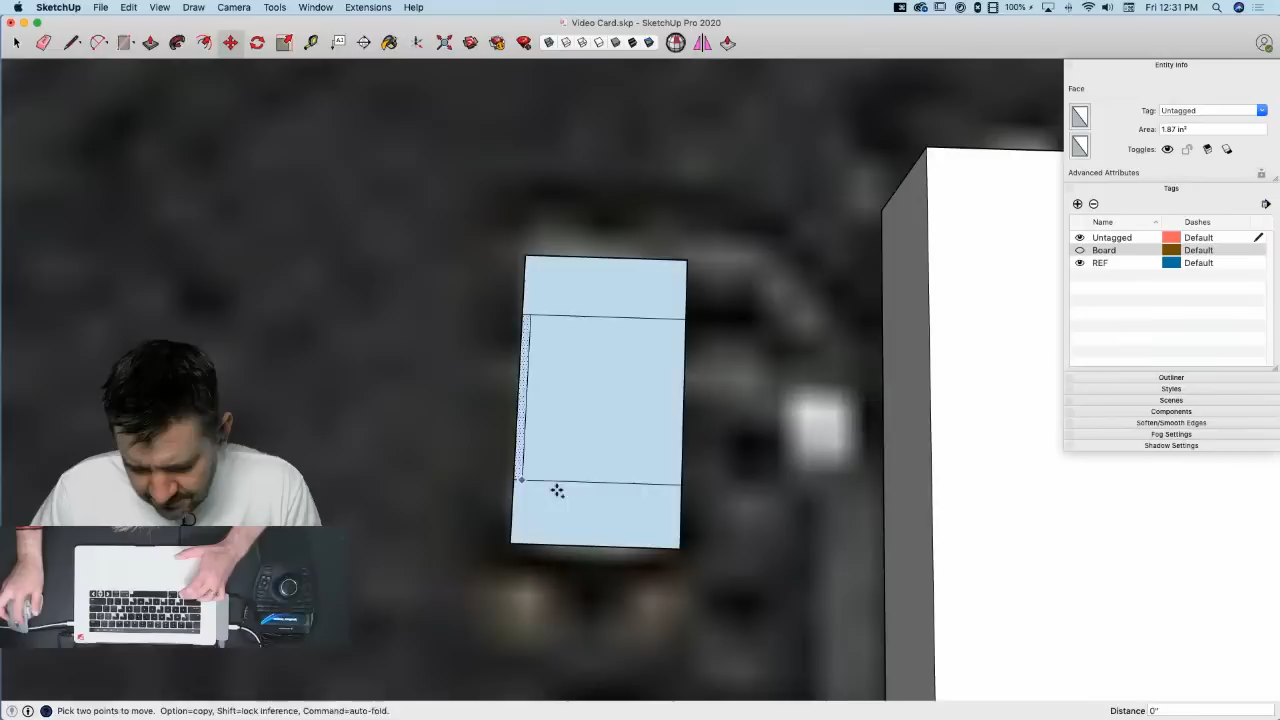 SketchUp File Edit View Draw Camera Tools Window Extensions Help 100% Fri 12:31 PM
Video Card.skp - SketchUp Pro 2020
Entity Info
Face
Tag: Untagged
Area: 1.87 in²
Toggles:
Advanced Attributes
Tags
Name Dashes
Untagged Default
Board Default
REF Default
Outliner
Styles
Scenes
Components
Soften/Smooth Edges
Fog Settings
Shadow Settings
Pick two points to move. Option=copy, Shift=lock inference, Command=auto-fold. Distance 0"